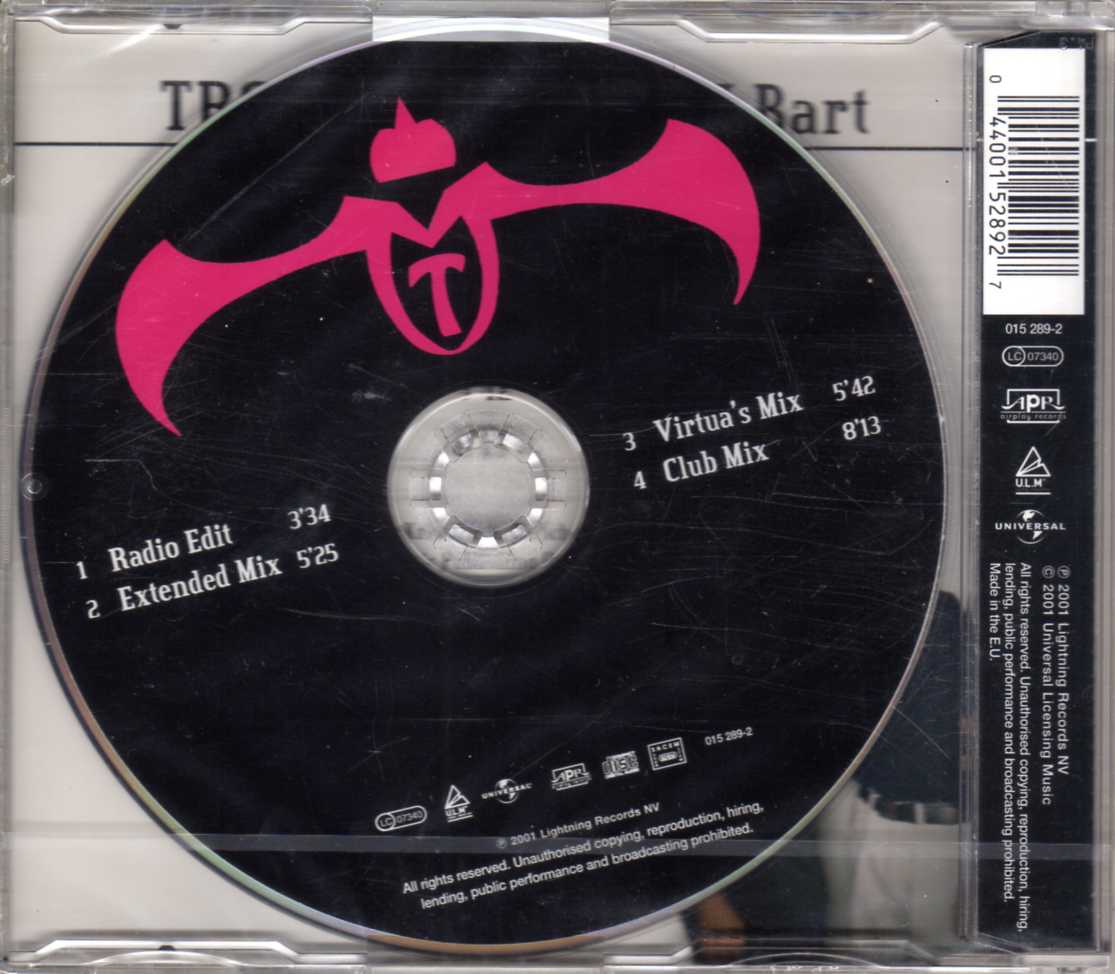 Bart
T
1 Radio Edit 3'34
2 Extended Mix 5'25
3 Virtua's Mix 5'42
4 Club Mix 8'13
LC 07340
U.L.M
UNIVERSAL
APR
airplay records
disc
SACEM
015 289-2
℗ 2001 Lightning Records NV
All rights reserved. Unauthorised copying, reproduction, hiring,
lending, public performance and broadcasting prohibited.
0 44001 52892 7
015 289-2
LC 07340
APR
airplay records
U.L.M
UNIVERSAL
℗ 2001 Lightning Records NV
© 2001 Universal Licensing Music
All rights reserved. Unauthorised copying, reproduction, hiring,
lending, public performance and broadcasting prohibited.
Made in the E.U.